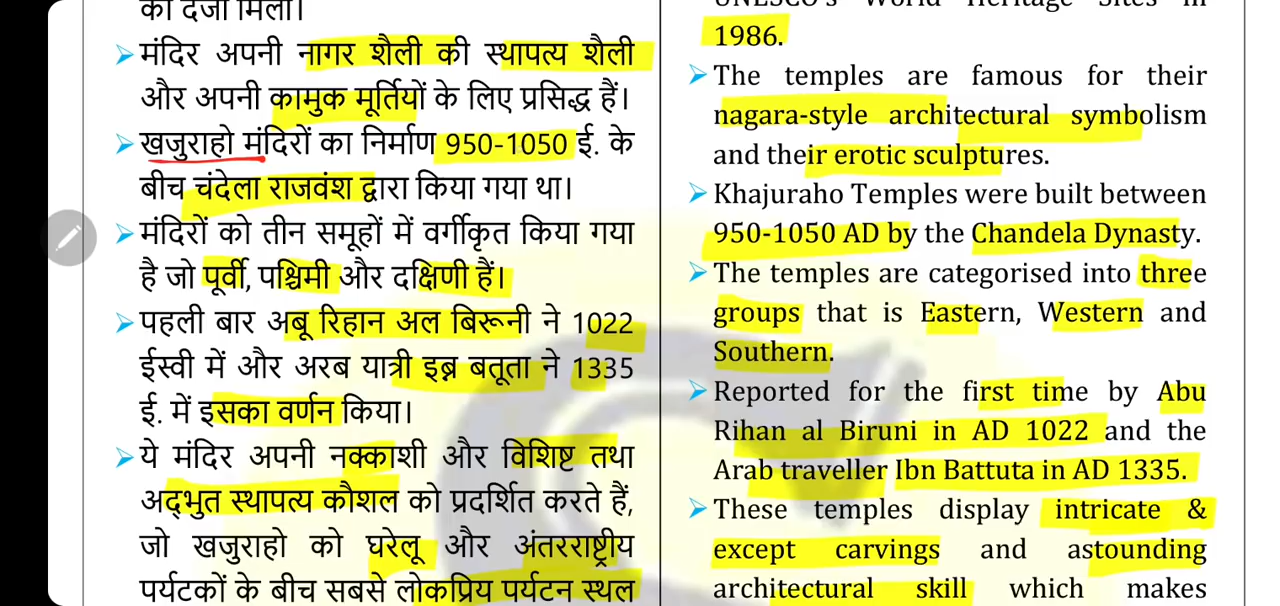 का दर्जा मिला।
➢मंदिर अपनी नागर शैली की स्थापत्य शैली
और अपनी कामुक मूर्तियों के लिए प्रसिद्ध हैं।
➢खजुराहो मंदिरों का निर्माण 950-1050 ई. के
बीच चंदेला राजवंश द्वारा किया गया था।
➢मंदिरों को तीन समूहों में वर्गीकृत किया गया
है जो पूर्वी, पश्चिमी और दक्षिणी हैं।
➢पहली बार अबू रिहान अल बिरूनी ने 1022
ईस्वी में और अरब यात्री इब्न बतूता ने 1335
ई. में इसका वर्णन किया।
➢ये मंदिर अपनी नक्काशी और विशिष्ट तथा
अद्भुत स्थापत्य कौशल को प्रदर्शित करते हैं,
जो खजुराहो को घरेलू और अंतरराष्ट्रीय
पर्यटकों के बीच सबसे लोकप्रिय पर्यटन स्थल
UNESCO's World Heritage Sites in
1986.
➢The temples are famous for their
nagara-style architectural symbolism
and their erotic sculptures.
➢Khajuraho Temples were built between
950-1050 AD by the Chandela Dynasty.
➢The temples are categorised into three
groups that is Eastern, Western and
Southern.
➢Reported for the first time by Abu
Rihan al Biruni in AD 1022 and the
Arab traveller Ibn Battuta in AD 1335.
➢These temples display intricate &
except carvings and astounding
architectural skill which makes